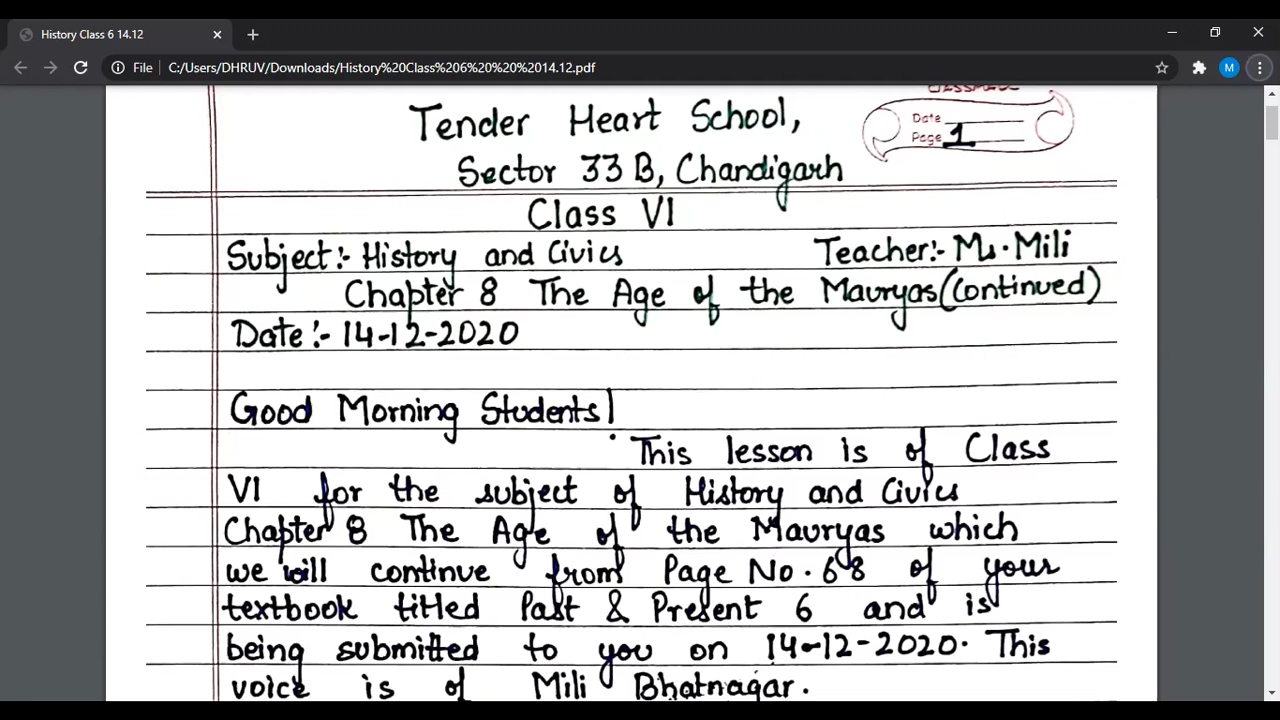 History Class 6 14.12
File C:/Users/DHRUV/Downloads/History%20Class%206%20%20%2014.12.pdf
M
Tender Heart School,
Date
Page 1
Sector 33 B, Chandigarh
Class VI
Subject:- History and Civics Teacher:- Ms. Mili
Chapter 8 The Age of the Mauryas (Continued)
Date :- 14-12-2020
Good Morning Students!
This lesson is of Class
VI for the subject of History and Civics
Chapter 8 The Age of the Mauryas which
we will continue from Page No. 68 of your
textbook titled Past & Present 6 and is
being submitted to you on 14-12-2020. This
voice is of Mili Bhatnagar.